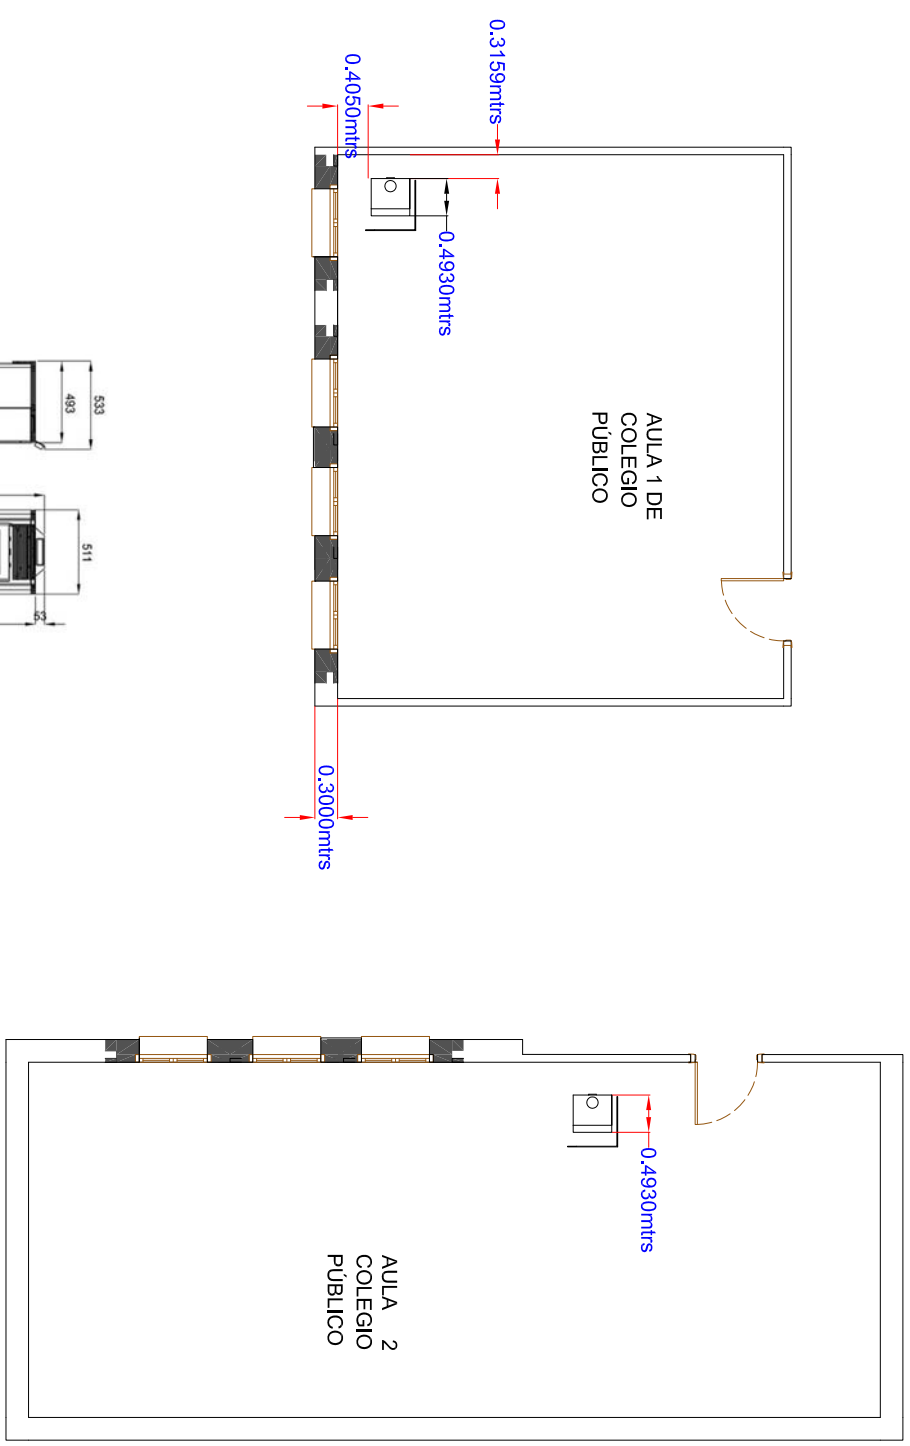 0.3159mtrs
0.4050mtrs
0.4930mtrs
AULA 1 DE
COLEGIO
PÚBLICO
533
493
511
53
0.3000mtrs
0.4930mtrs
AULA 2
COLEGIO
PÚBLICO